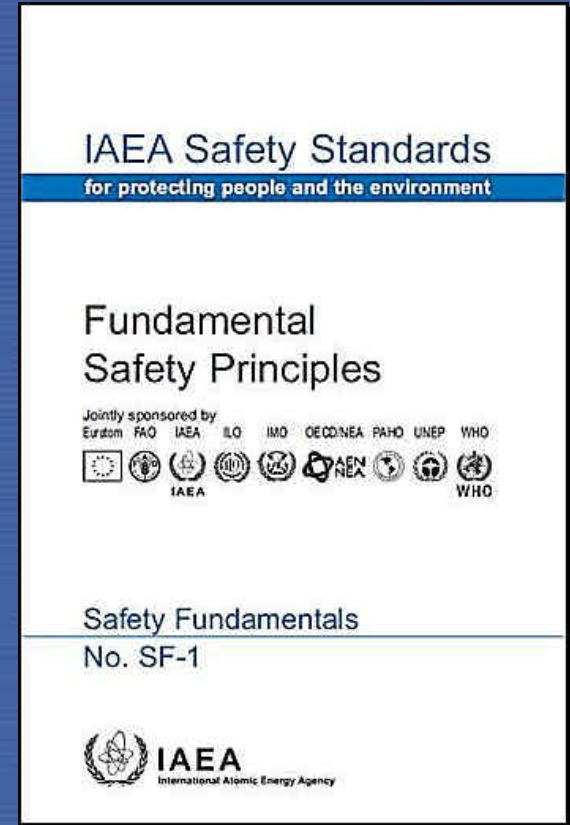 IAEA Safety Standards
for protecting people and the environment
Fundamental
Safety Principles
Jointly sponsored by
Euratom FAO IAEA ILO IMO OECD/NEA PAHO UNEP WHO
IAEA AEN NEA WHO
Safety Fundamentals
No. SF-1
IAEA
International Atomic Energy Agency